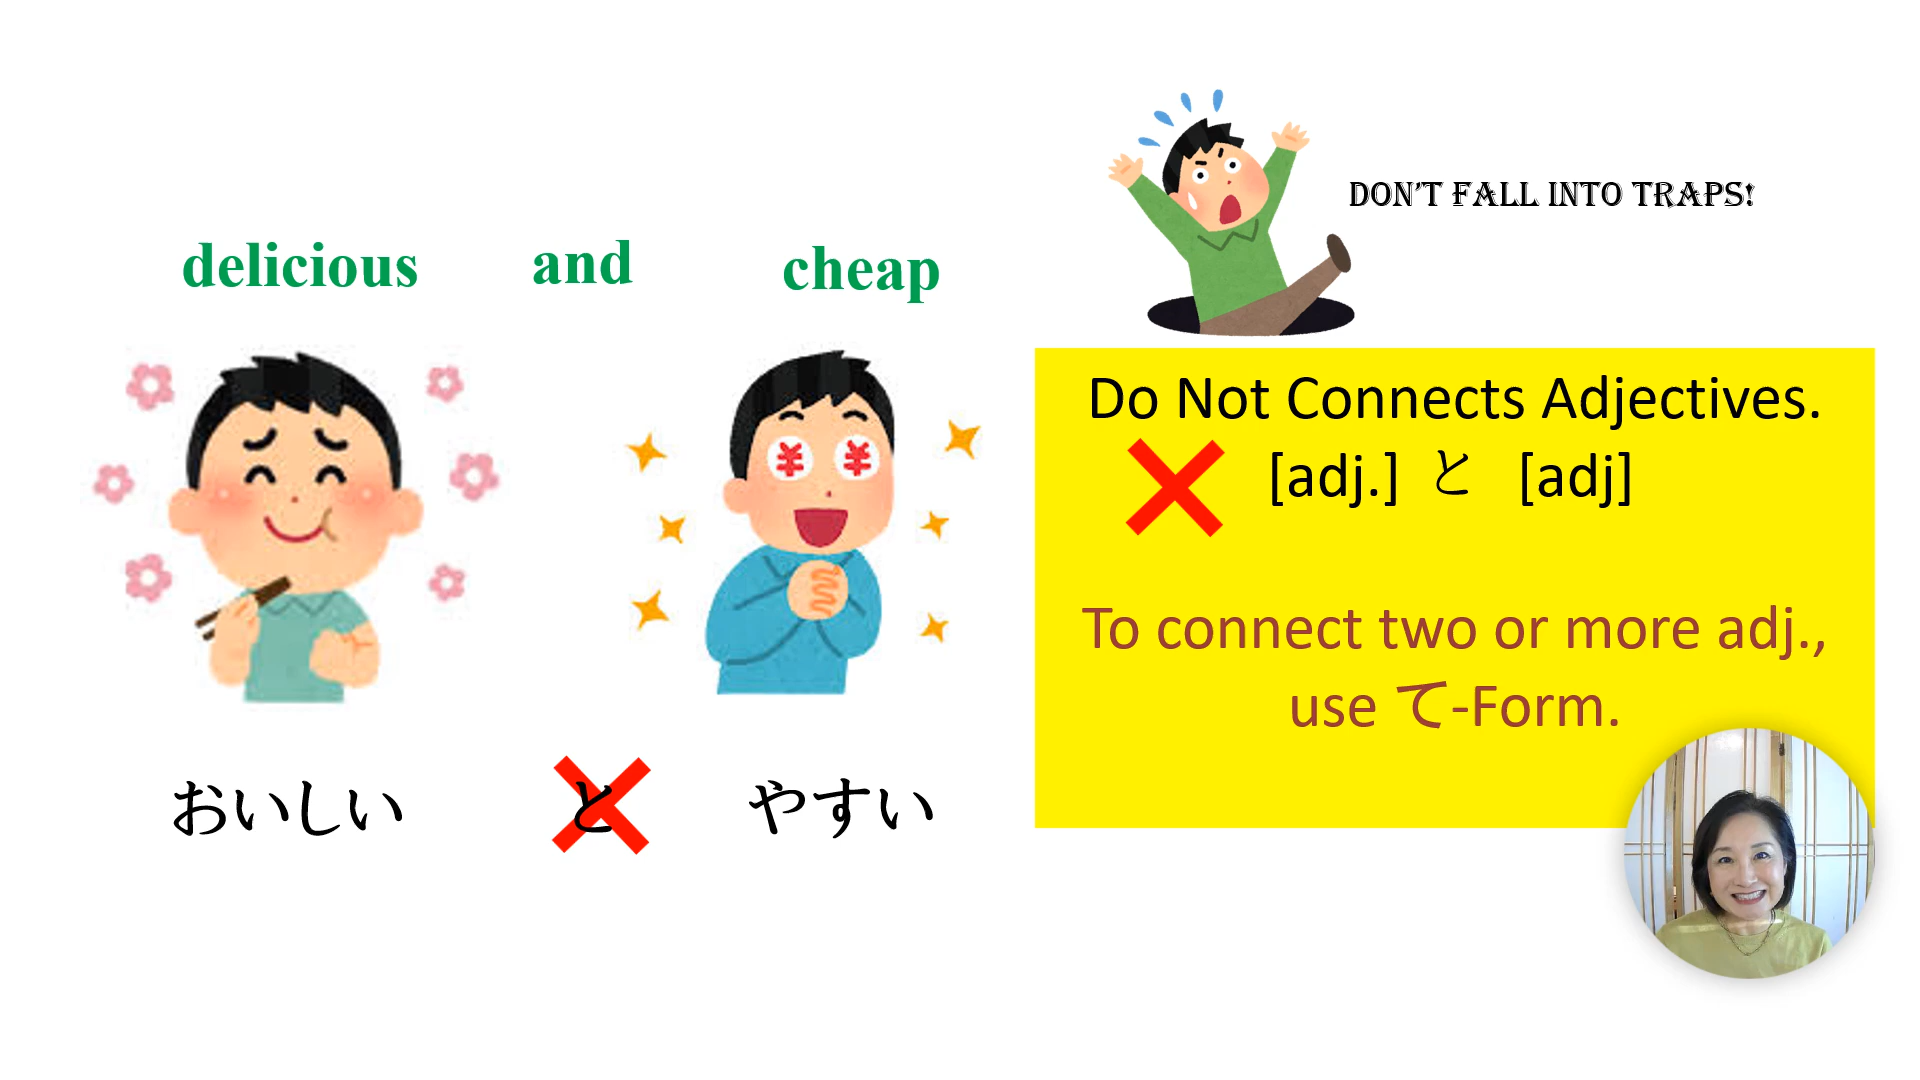 delicious and cheap
おいしい と やすい
DON'T FALL INTO TRAPS!
Do Not Connects Adjectives.
[adj.] と [adj]
To connect two or more adj.,
use て-Form.